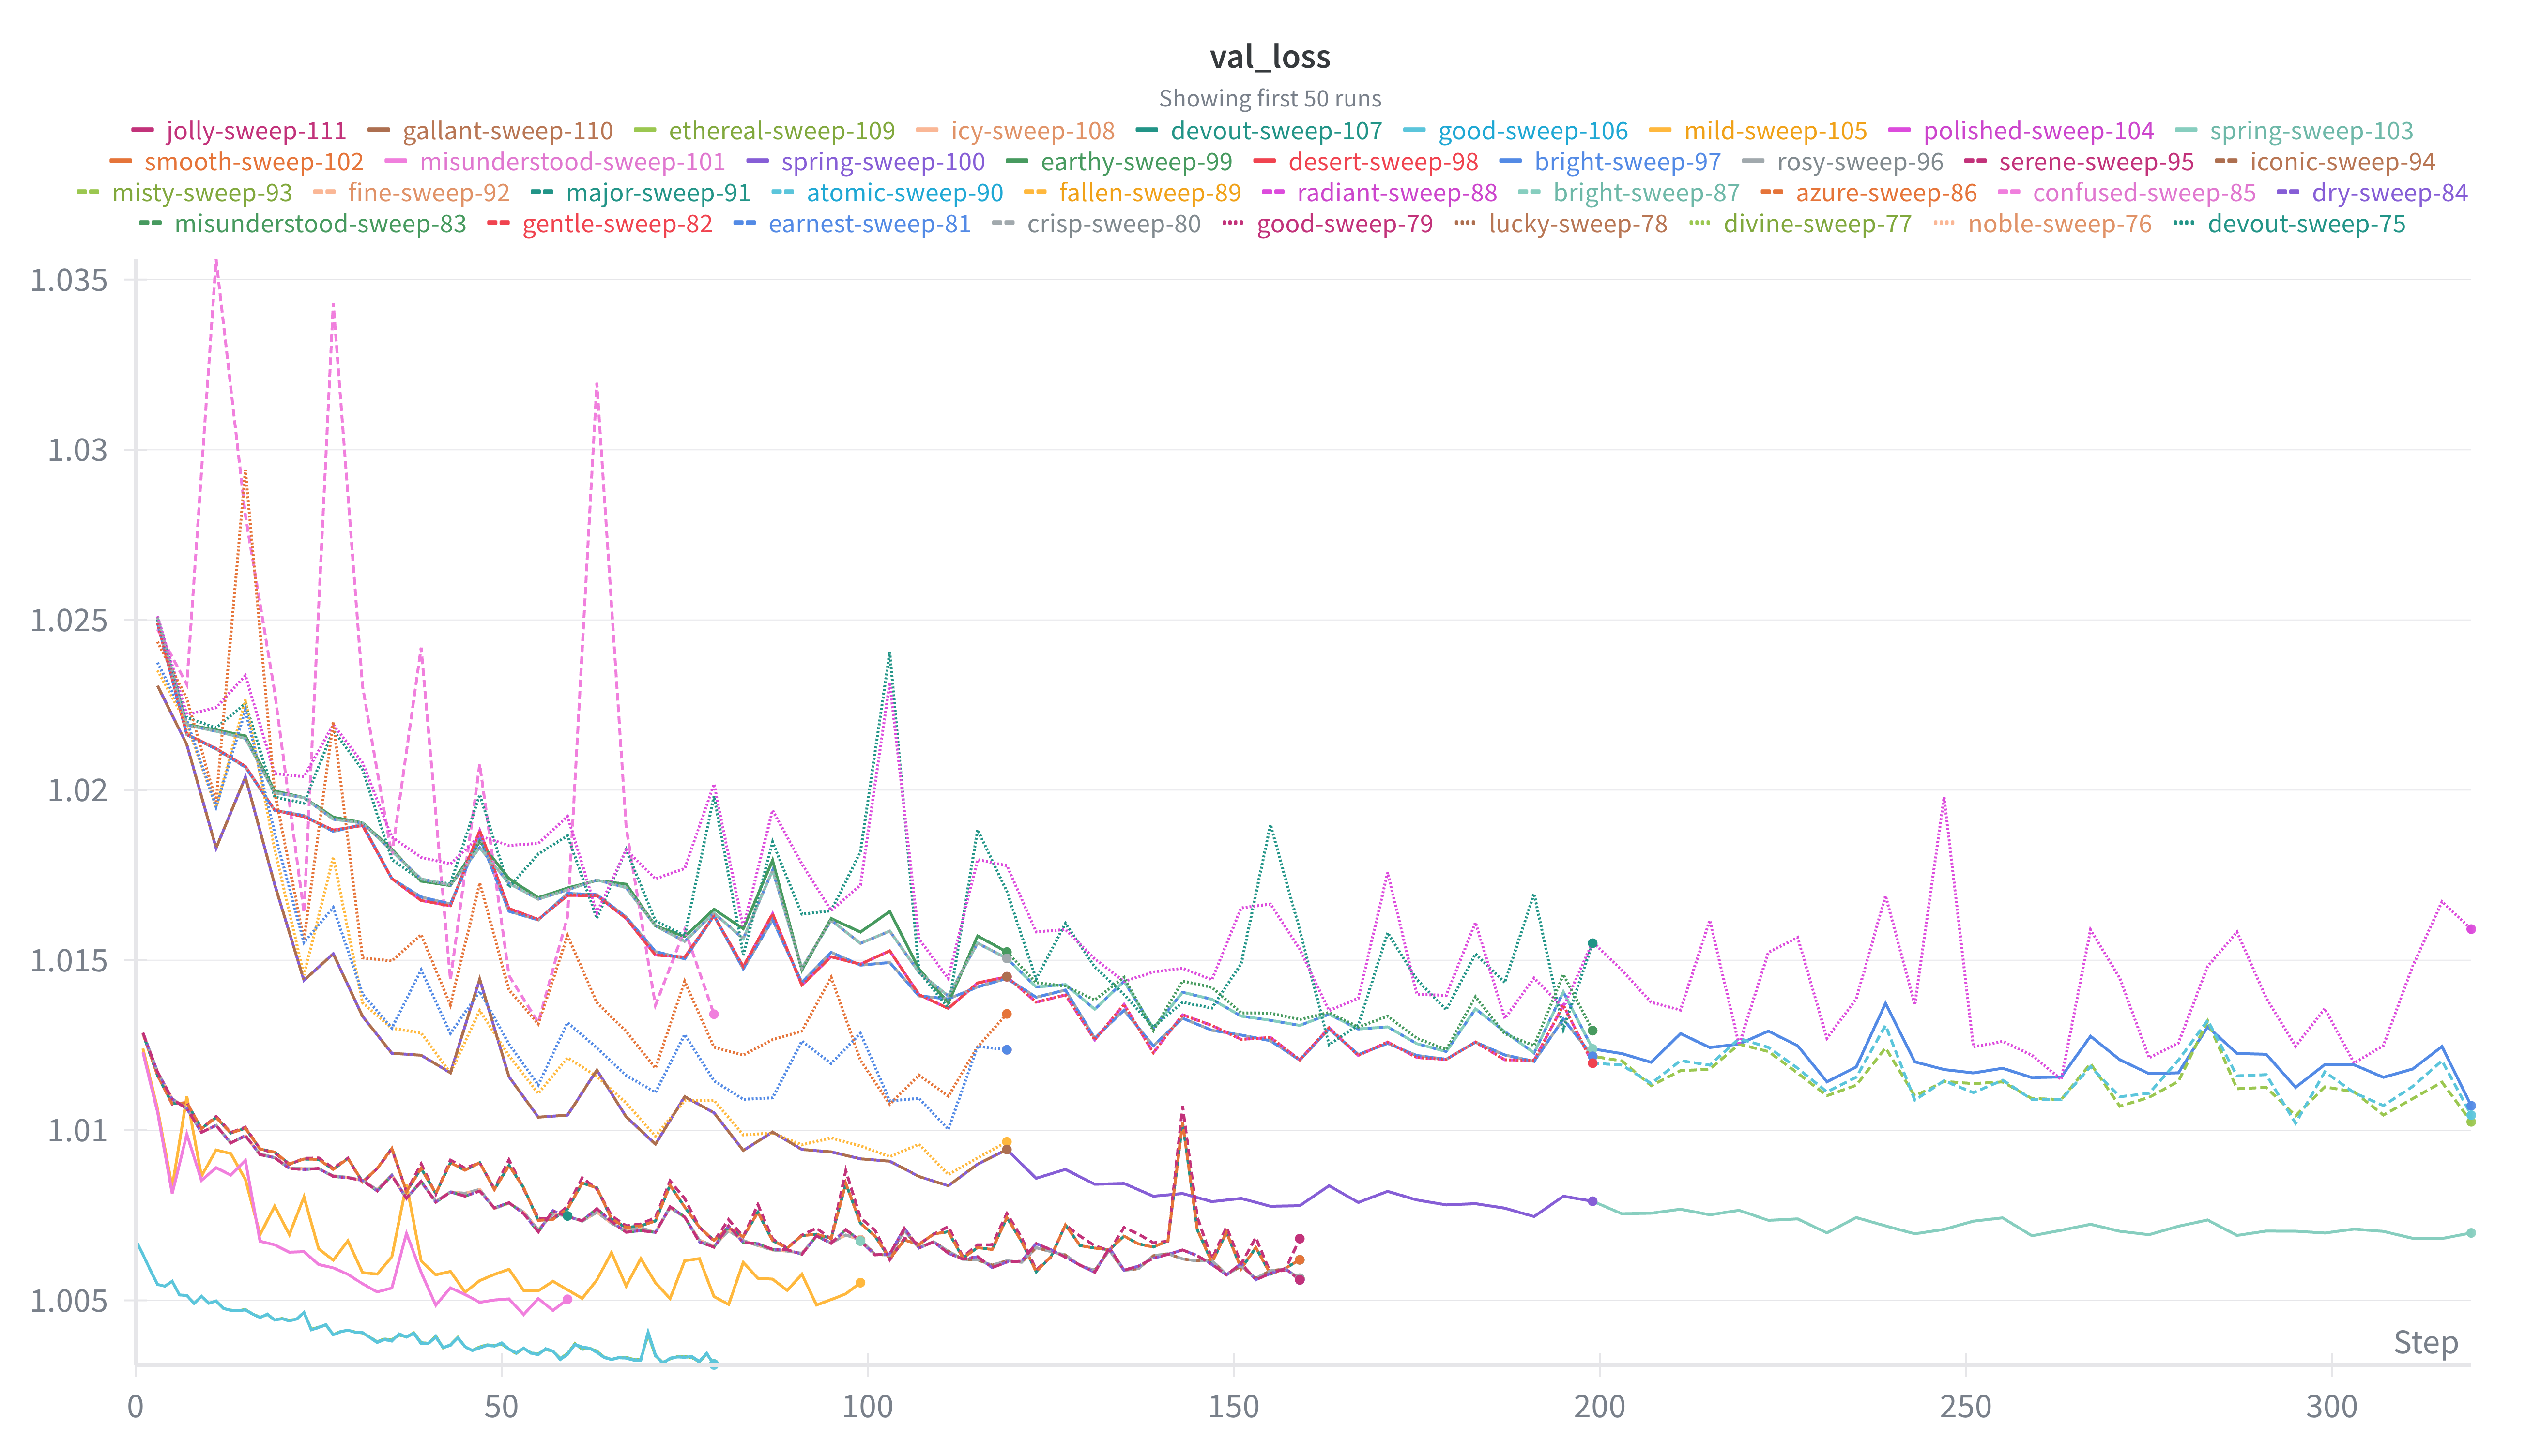 val_loss
Showing first 50 runs
jolly-sweep-111 gallant-sweep-110 ethereal-sweep-109 icy-sweep-108 devout-sweep-107 good-sweep-106 mild-sweep-105 polished-sweep-104 spring-sweep-103
smooth-sweep-102 misunderstood-sweep-101 spring-sweep-100 earthy-sweep-99 desert-sweep-98 bright-sweep-97 rosy-sweep-96 serene-sweep-95 iconic-sweep-94
misty-sweep-93 fine-sweep-92 major-sweep-91 atomic-sweep-90 fallen-sweep-89 radiant-sweep-88 bright-sweep-87 azure-sweep-86 confused-sweep-85 dry-sweep-84
misunderstood-sweep-83 gentle-sweep-82 earnest-sweep-81 crisp-sweep-80 good-sweep-79 lucky-sweep-78 divine-sweep-77 noble-sweep-76 devout-sweep-75
1.035
1.03
1.025
1.02
1.015
1.01
1.005
Step
0 50 100 150 200 250 300